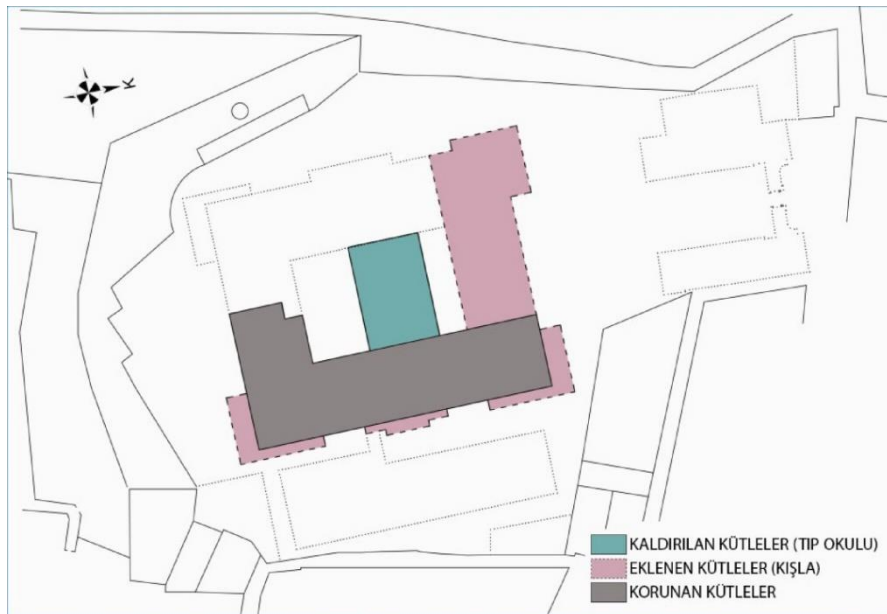 K
KALDIRILAN KÜTLELER (TIP OKULU)
EKLENEN KÜTLELER (KIŞLA)
KORUNAN KÜTLELER